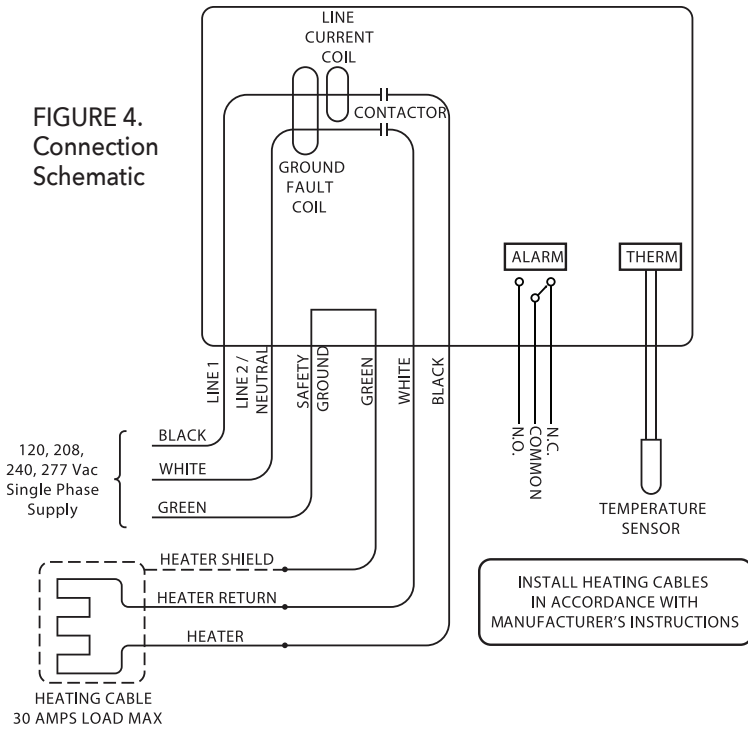 FIGURE 4.
Connection
Schematic
LINE
CURRENT
COIL
CONTACTOR
GROUND
FAULT
COIL
ALARM
THERM
LINE 1
LINE 2 /
NEUTRAL
SAFETY
GROUND
GREEN
WHITE
BLACK
N.O.
COMMON
N.C.
TEMPERATURE
SENSOR
120, 208,
240, 277 Vac
Single Phase
Supply
BLACK
WHITE
GREEN
HEATER SHIELD
HEATER RETURN
HEATER
HEATING CABLE
30 AMPS LOAD MAX
INSTALL HEATING CABLES
IN ACCORDANCE WITH
MANUFACTURER'S INSTRUCTIONS